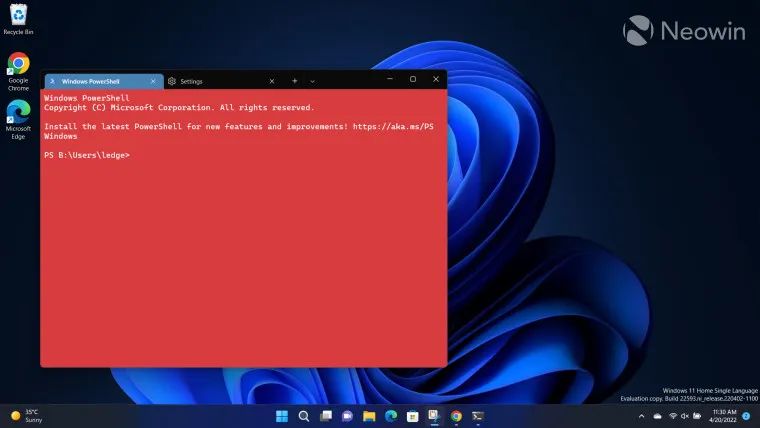 Recycle Bin
Google
Chrome
Microsoft
Edge
Neowin
Windows PowerShell
Settings
Windows PowerShell
Copyright (C) Microsoft Corporation. All rights reserved.
Install the latest PowerShell for new features and improvements! https://aka.ms/PS
Windows
PS B:\Users\ledge>
Windows 11 Home Single Language
Evaluation copy. Build 22593.ni_release.220402-1100
35°C
Sunny
11:30 AM
4/20/2022
2